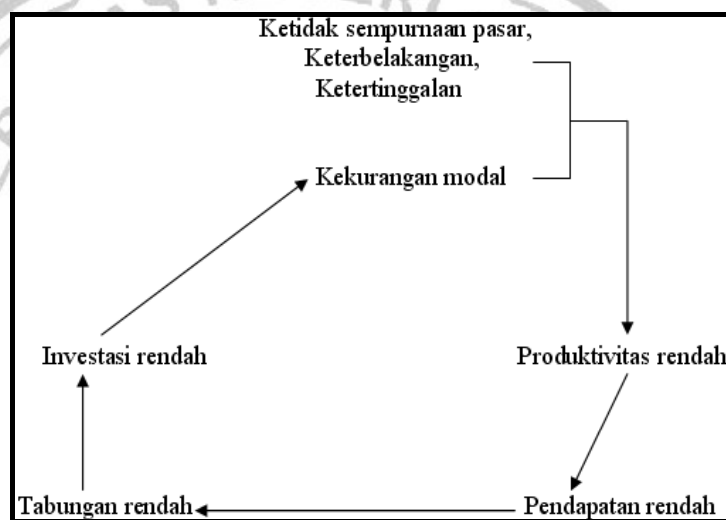 Ketidak sempurnaan pasar,
Keterbelakangan,
Ketertinggalan
Kekurangan modal
Investasi rendah
Produktivitas rendah
Tabungan rendah
Pendapatan rendah